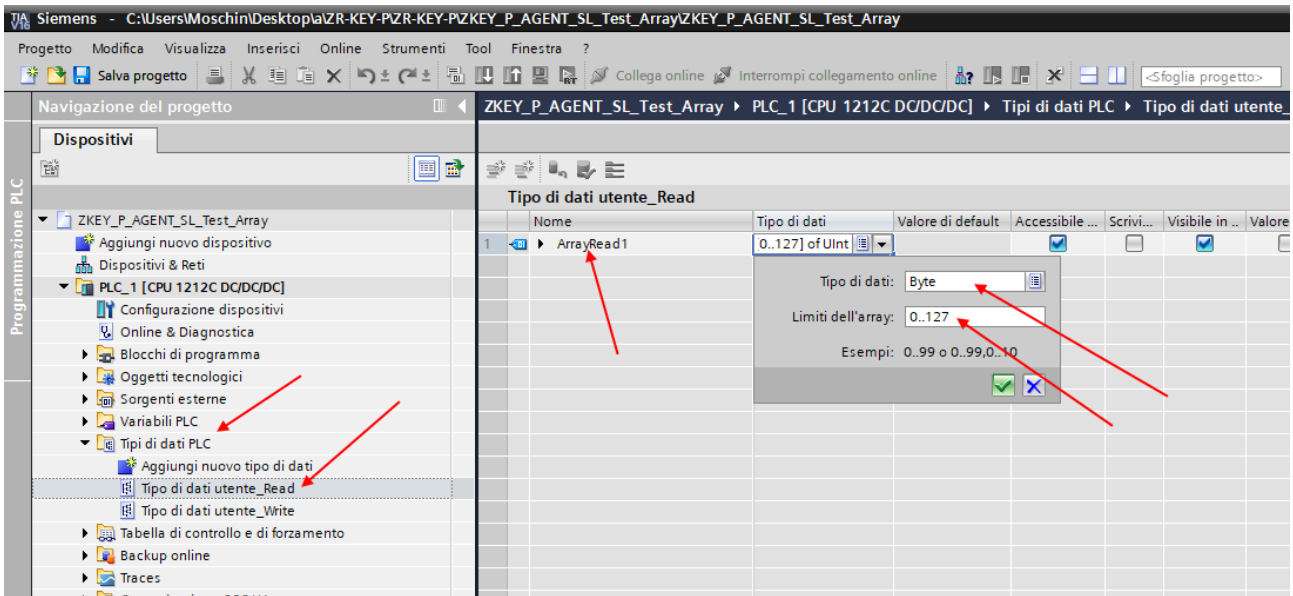 Siemens - C:\Users\Moschin\Desktop\a\ZR-KEY-P\ZR-KEY-P\ZKEY_P_AGENT_SL_Test_Array\ZKEY_P_AGENT_SL_Test_Array
Progetto Modifica Visualizza Inserisci Online Strumenti Tool Finestra ?
Salva progetto Collega online Interrompi collegamento online <Sfoglia progetto>
Navigazione del progetto
ZKEY_P_AGENT_SL_Test_Array PLC_1 [CPU 1212C DC/DC/DC] Tipi di dati PLC Tipo di dati utente_
Dispositivi
Programmazione PLC
ZKEY_P_AGENT_SL_Test_Array
Aggiungi nuovo dispositivo
Dispositivi & Reti
PLC_1 [CPU 1212C DC/DC/DC]
Configurazione dispositivi
Online & Diagnostica
Blocchi di programma
Oggetti tecnologici
Sorgenti esterne
Variabili PLC
Tipi di dati PLC
Aggiungi nuovo tipo di dati
Tipo di dati utente_Read
Tipo di dati utente_Write
Tabella di controllo e di forzamento
Backup online
Traces
Tipo di dati utente_Read
Nome Tipo di dati Valore di default Accessibile ... Scrivi... Visibile in .. Valore
1 ArrayRead1 0..127] of UInt
Tipo di dati: Byte
Limiti dell'array: 0..127
Esempi: 0..99 o 0..99,0..10